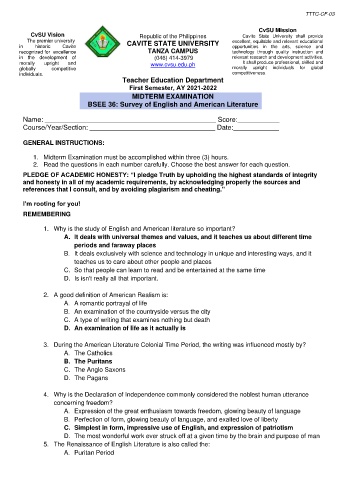 TTTC-OF-03
CvSU Vision
The premier university
in historic Cavite
recognized for excellence
in the development of
morally upright and
globally competitive
individuals.
Republic of the Philippines
CAVITE STATE UNIVERSITY
TANZA CAMPUS
(046) 414-3979
www.cvsu.edu.ph
CvSU Mission
Cavite State University shall provide
excellent, equitable and relevant educational
opportunities in the arts, science and
technology through quality instruction and
relevant research and development activities.
It shall produce professional, skilled and
morally upright individuals for global
competitiveness.
Teacher Education Department
First Semester, AY 2021-2022
MIDTERM EXAMINATION
BSEE 36: Survey of English and American Literature
Name: Score:
Course/Year/Section: Date:
GENERAL INSTRUCTIONS:
1. Midterm Examination must be accomplished within three (3) hours.
2. Read the questions in each number carefully. Choose the best answer for each question.
PLEDGE OF ACADEMIC HONESTY: "I pledge Truth by upholding the highest standards of integrity
and honesty in all of my academic requirements, by acknowledging properly the sources and
references that I consult, and by avoiding plagiarism and cheating."
I'm rooting for you!
REMEMBERING
1. Why is the study of English and American literature so important?
A. It deals with universal themes and values, and it teaches us about different time
periods and faraway places
B. It deals exclusively with science and technology in unique and interesting ways, and it
teaches us to care about other people and places
C. So that people can learn to read and be entertained at the same time
D. Is isn't really all that important.
2. A good definition of American Realism is:
A. A romantic portrayal of life
B. An examination of the countryside versus the city
C. A type of writing that examines nothing but death
D. An examination of life as it actually is
3. During the American Literature Colonial Time Period, the writing was influenced mostly by?
A. The Catholics
B. The Puritans
C. The Anglo Saxons
D. The Pagans
4. Why is the Declaration of Independence commonly considered the noblest human utterance
concerning freedom?
A. Expression of the great enthusiasm towards freedom, glowing beauty of language
B. Perfection of form, glowing beauty of language, and exalted love of liberty
C. Simplest in form, impressive use of English, and expression of patriotism
D. The most wonderful work ever struck off at a given time by the brain and purpose of man
5. The Renaissance of English Literature is also called the:
A. Puritan Period